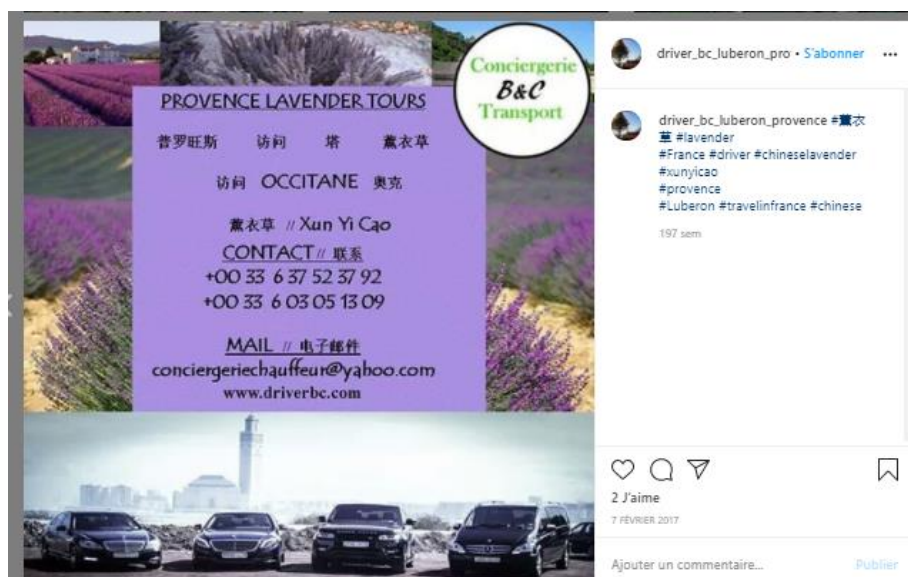 PROVENCE LAVENDER TOURS
普罗旺斯 访问 塔 薰衣草
访问 OCCITANE 奥克
薰衣草 // Xun Yi Cao
CONTACT // 联系
+00 33 6 37 52 37 92
+00 33 6 03 05 13 09
MAIL // 电子邮件
conciergeriechauffeur@yahoo.com
www.driverbc.com
Conciergerie
B&C
Transport
driver_bc_luberon_pro • S'abonner
driver_bc_luberon_provence #薰衣
草 #lavender
#France #driver #chineselavender
#xunyicao
#provence
#Luberon #travelinfrance #chinese
197 sem
2 J'aime
7 FÉVRIER 2017
Ajouter un commentaire... Publier